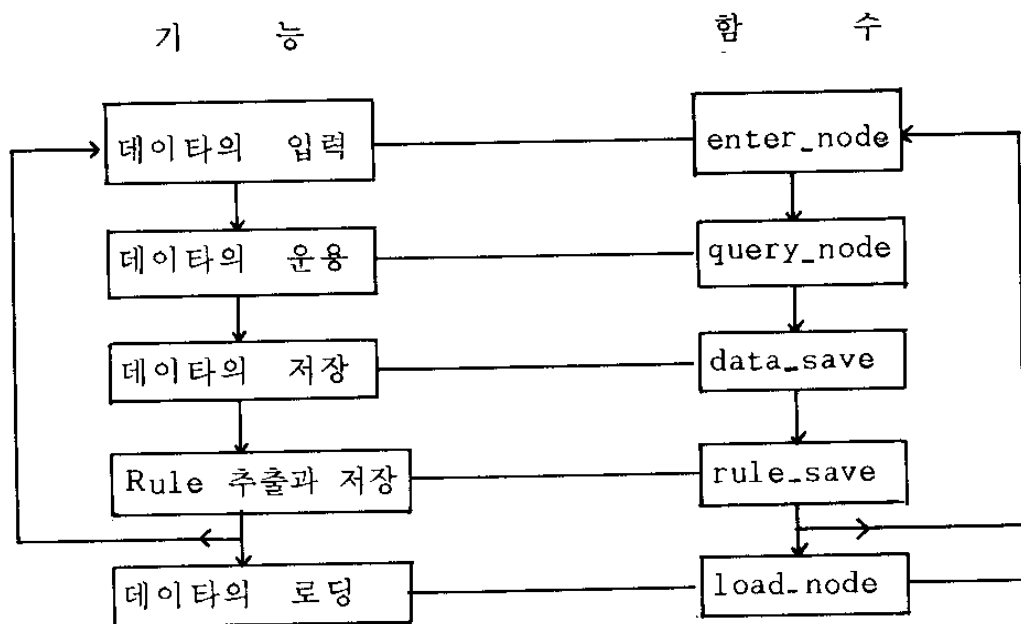 기 능 함 수
데이타의 입력 enter_node
데이타의 운용 query_node
데이타의 저장 data_save
Rule 추출과 저장 rule_save
데이타의 로딩 load_node